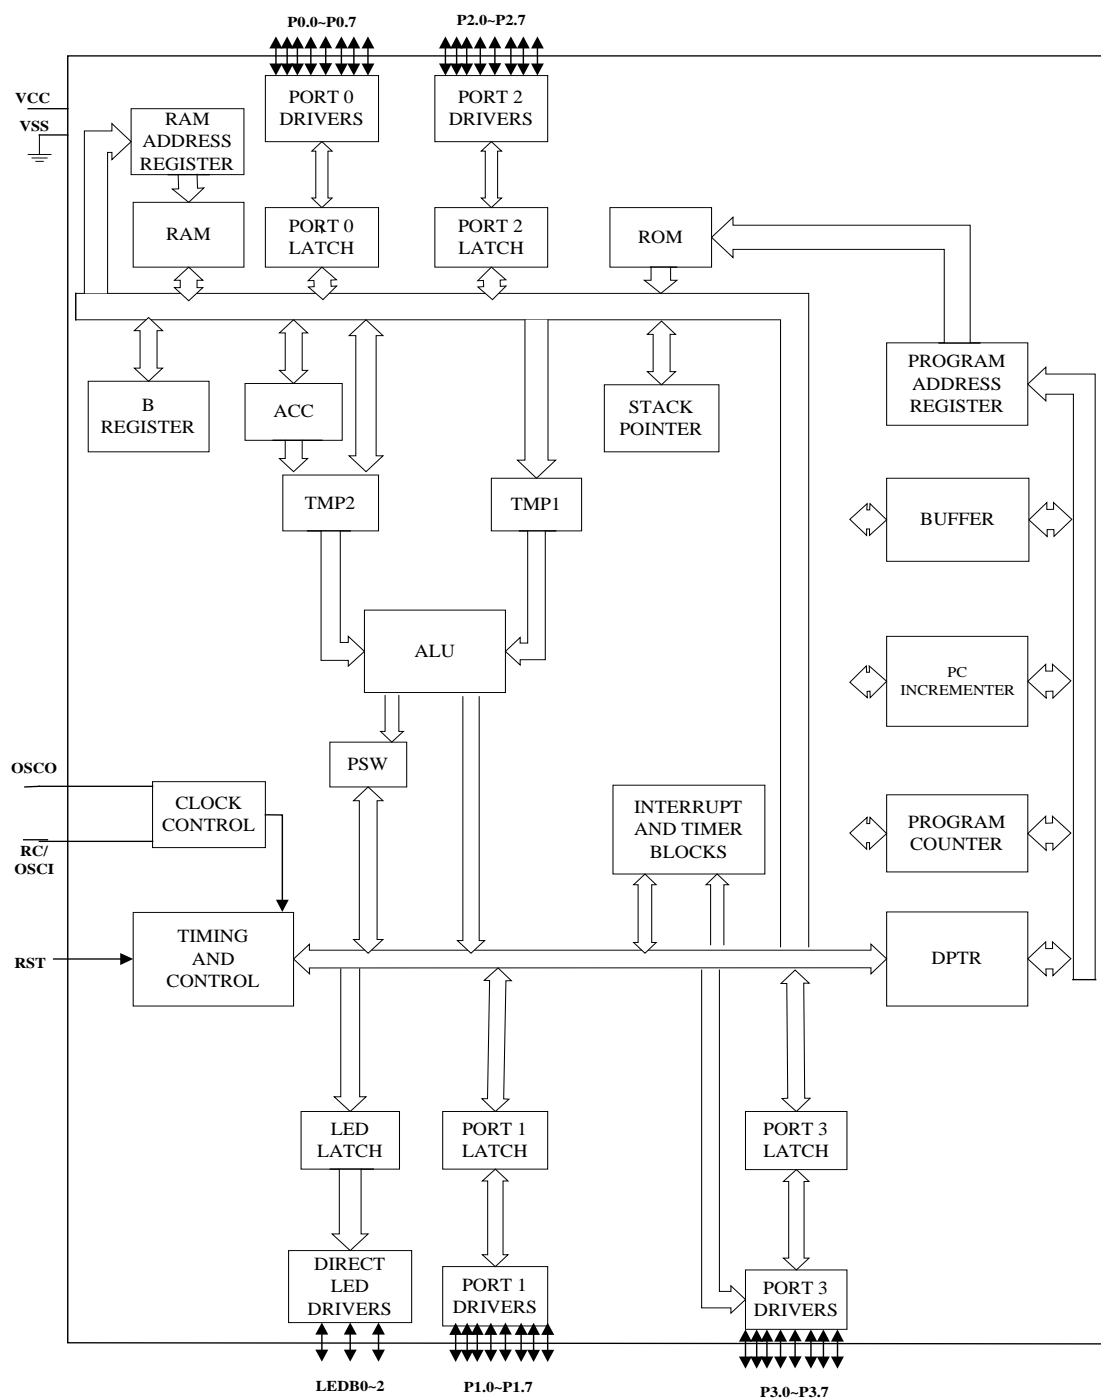 P0.0~P0.7
P2.0~P2.7
VCC
VSS
RAM
ADDRESS
REGISTER
PORT 0
DRIVERS
PORT 2
DRIVERS
RAM
PORT 0
LATCH
PORT 2
LATCH
ROM
B
REGISTER
ACC
STACK
POINTER
PROGRAM
ADDRESS
REGISTER
TMP2
TMP1
BUFFER
ALU
PC
INCREMENTER
PSW
OSCO
CLOCK
CONTROL
RC/
OSCI
INTERRUPT
AND TIMER
BLOCKS
PROGRAM
COUNTER
RST
TIMING
AND
CONTROL
DPTR
LED
LATCH
PORT 1
LATCH
PORT 3
LATCH
DIRECT
LED
DRIVERS
PORT 1
DRIVERS
PORT 3
DRIVERS
LEDB0~2
P1.0~P1.7
P3.0~P3.7